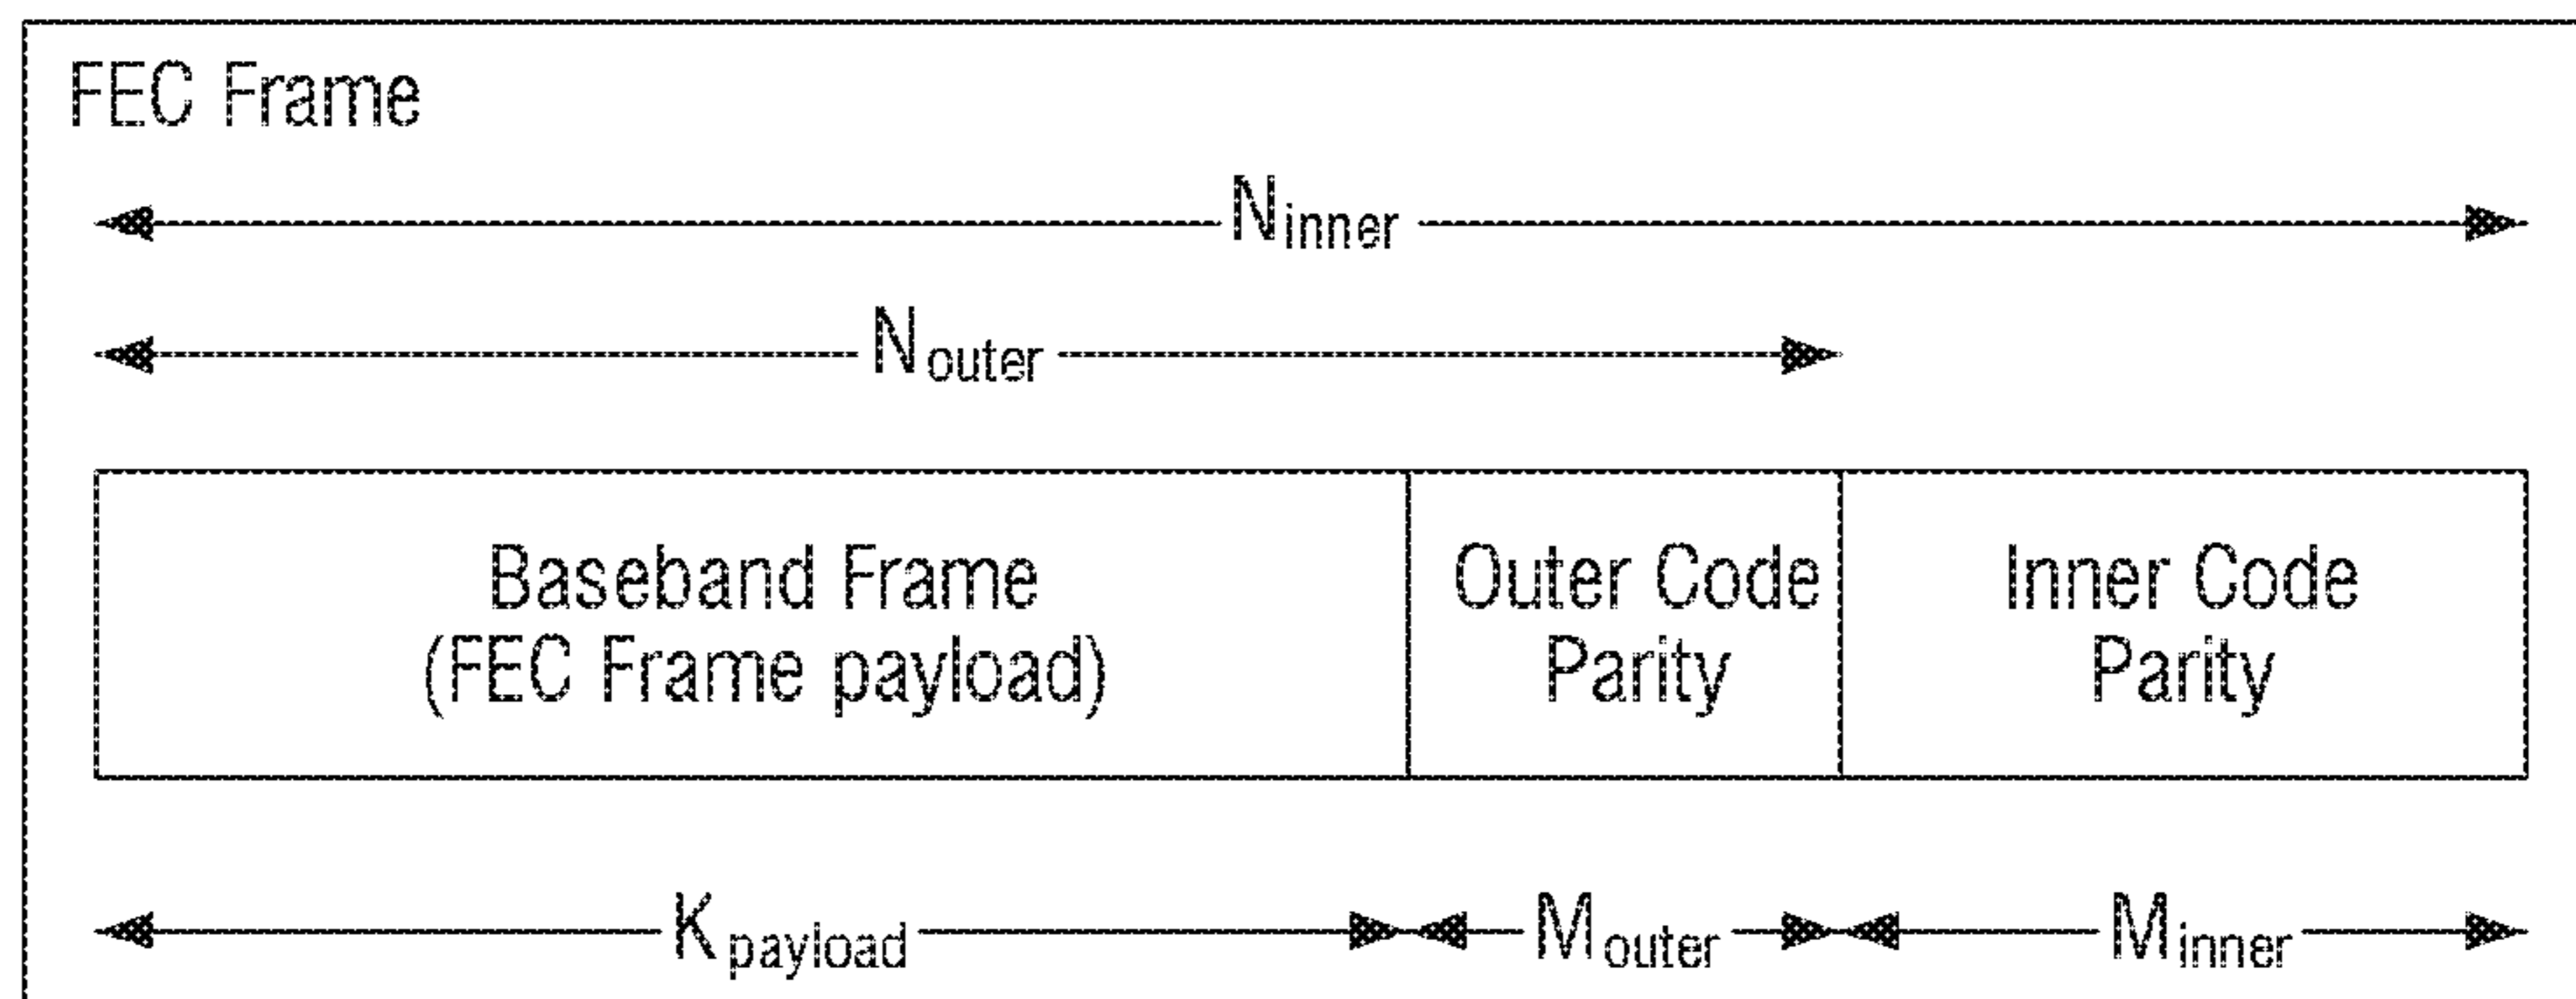 FEC Frame
Ninner
Nouter
Baseband Frame
(FEC Frame payload)
Outer Code
Parity
Inner Code
Parity
Kpayload
Mouter
Minner